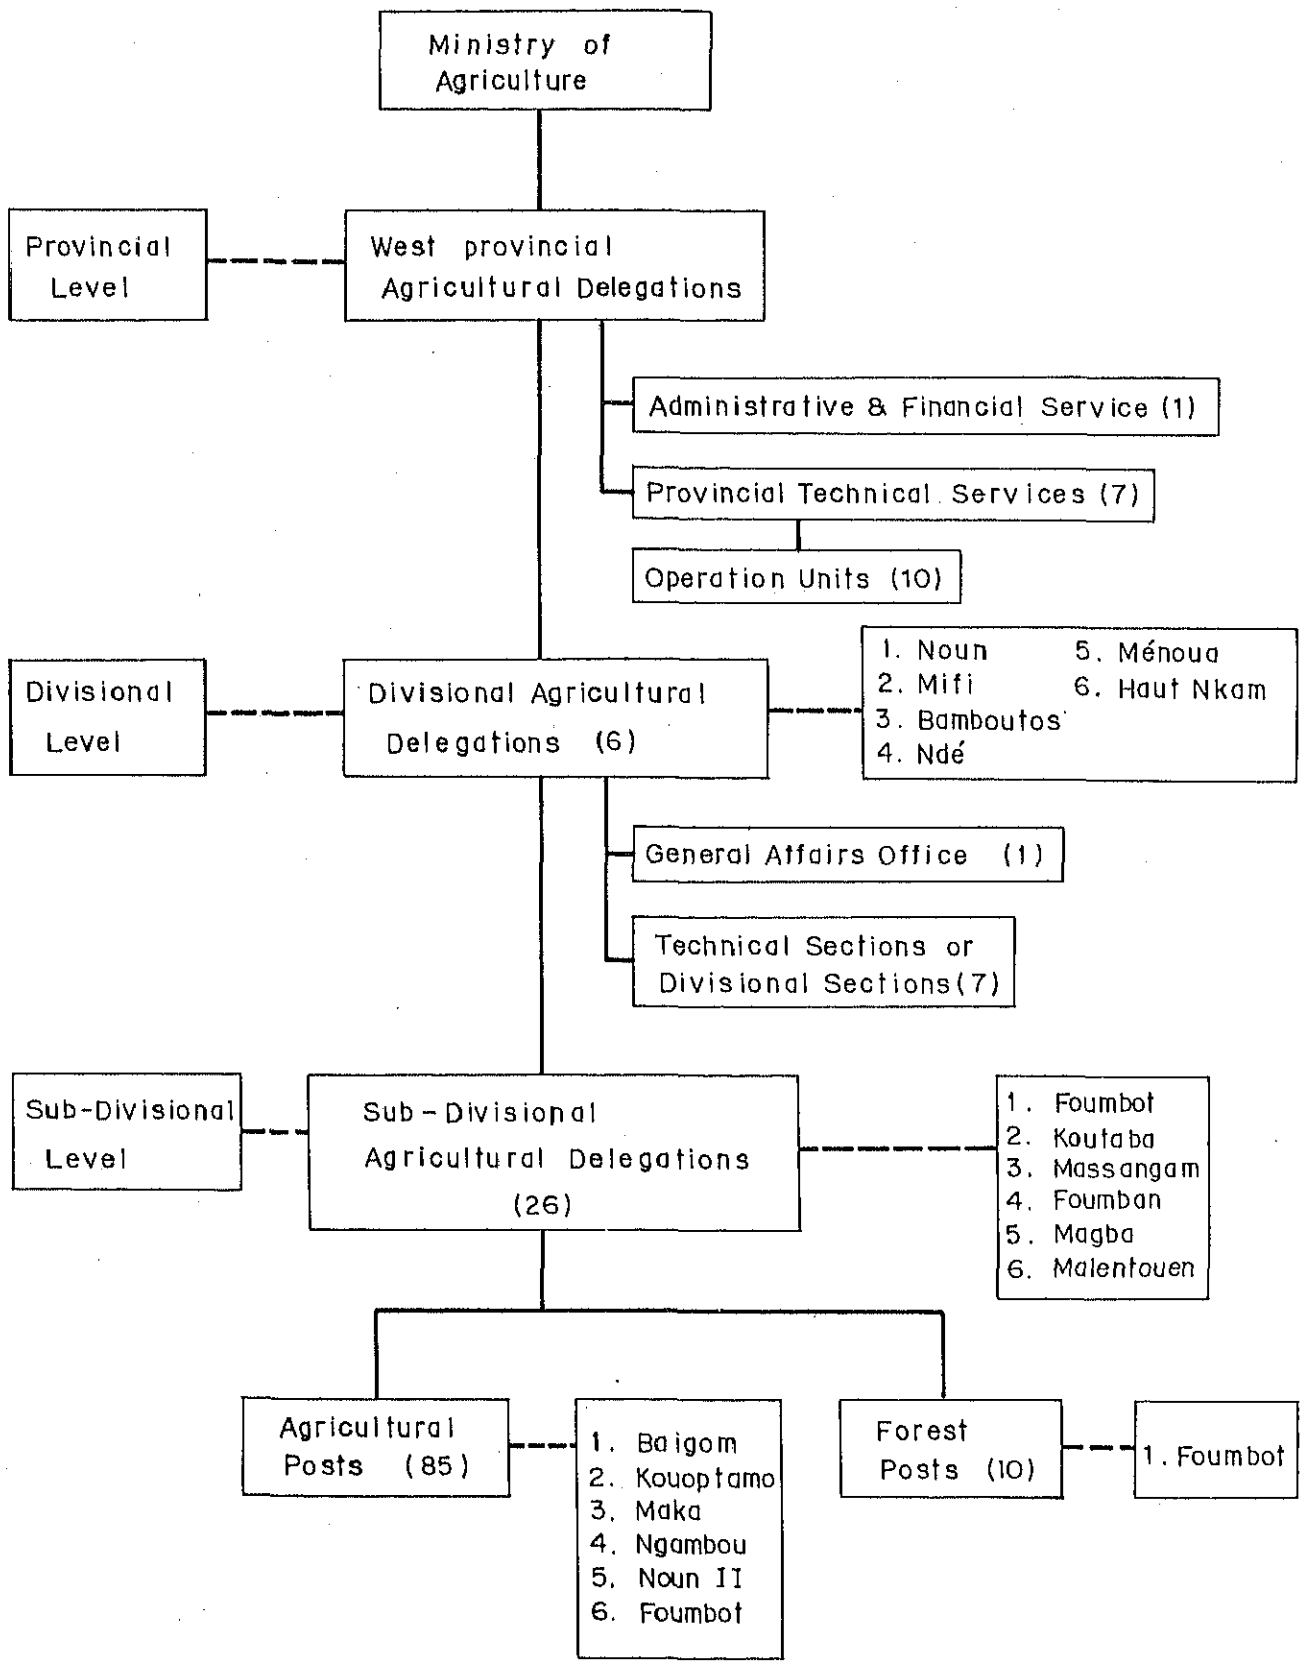 Ministry of
Agriculture
Provincial
Level
West provincial
Agricultural Delegations
Administrative & Financial Service (1)
Provincial Technical Services (7)
Operation Units (10)
Divisional
Level
Divisional Agricultural
Delegations (6)
1. Noun
2. Mifi
3. Bamboutos
4. Ndé
5. Ménoua
6. Haut Nkam
General Affairs Office (1)
Technical Sections or
Divisional Sections (7)
Sub-Divisional
Level
Sub-Divisional
Agricultural Delegations
(26)
1. Foumbot
2. Koutaba
3. Massangam
4. Foumban
5. Magba
6. Malentouen
Agricultural
Posts (85)
1. Baigom
2. Kouoptamo
3. Maka
4. Ngambou
5. Noun II
6. Foumbot
Forest
Posts (10)
1. Foumbot